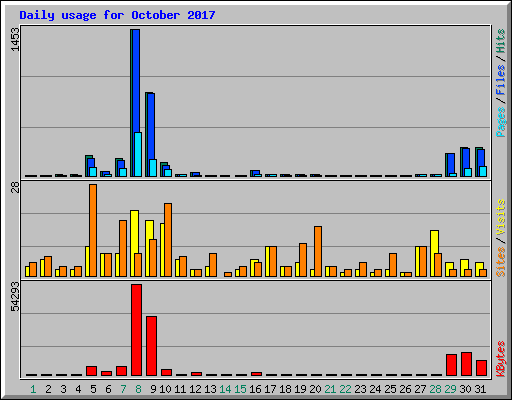 Daily usage for October 2017
1453
Pages / Files / Hits
28
Sites / Visits
54293
KBytes
1 2 3 4 5 6 7 8 9 10 11 12 13 14 15 16 17 18 19 20 21 22 23 24 25 26 27 28 29 30 31